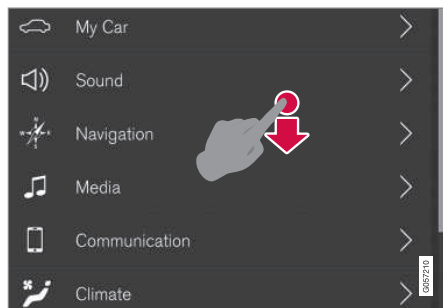 My Car
Sound
Navigation
Media
Communication
Climate
G057210